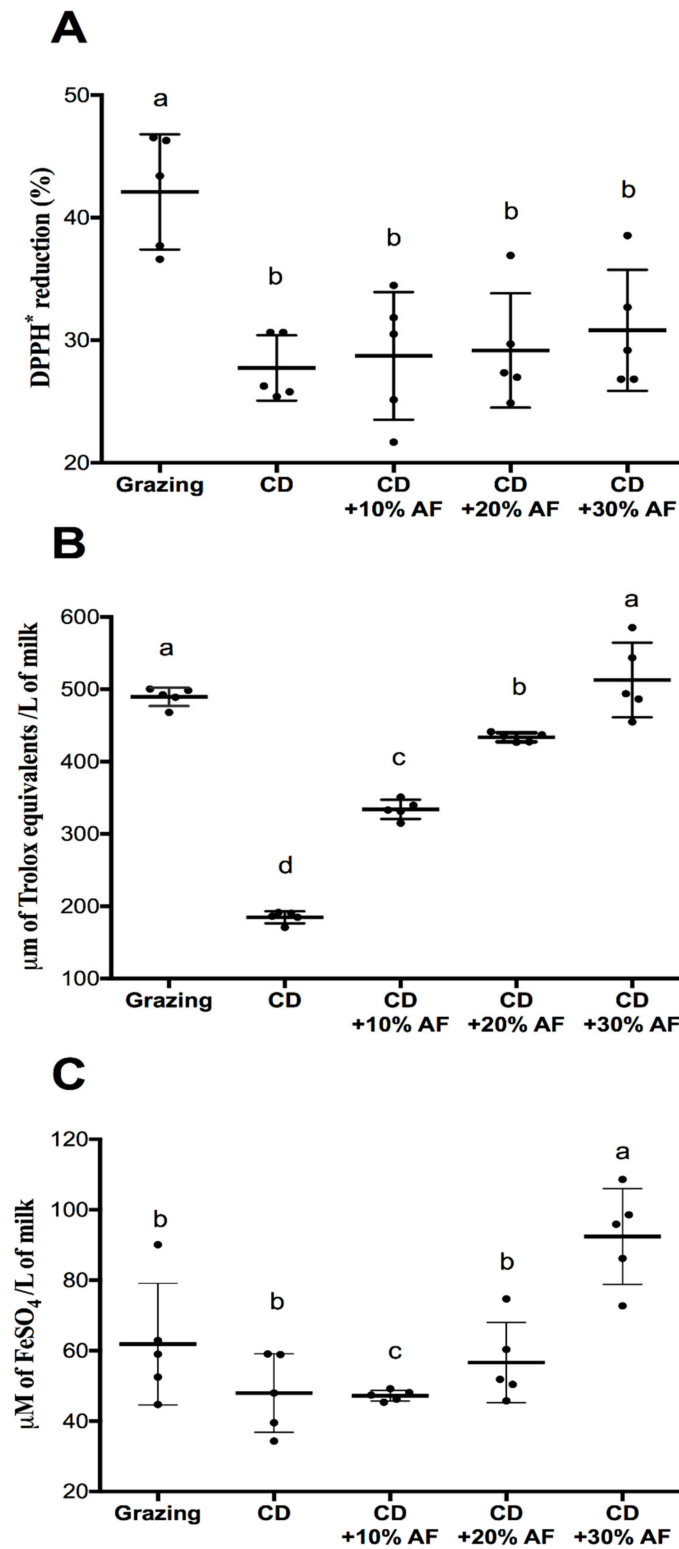 A
DPPH* reduction (%)
50
40
30
20
a
b
b
b
b
Grazing
CD
CD
+10% AF
CD
+20% AF
CD
+30% AF
B
μm of Trolox equivalents /L of milk
600
500
400
300
200
100
a
d
c
b
a
Grazing
CD
CD
+10% AF
CD
+20% AF
CD
+30% AF
C
μM of FeSO4 /L of milk
120
100
80
60
40
20
b
b
c
b
a
Grazing
CD
CD
+10% AF
CD
+20% AF
CD
+30% AF